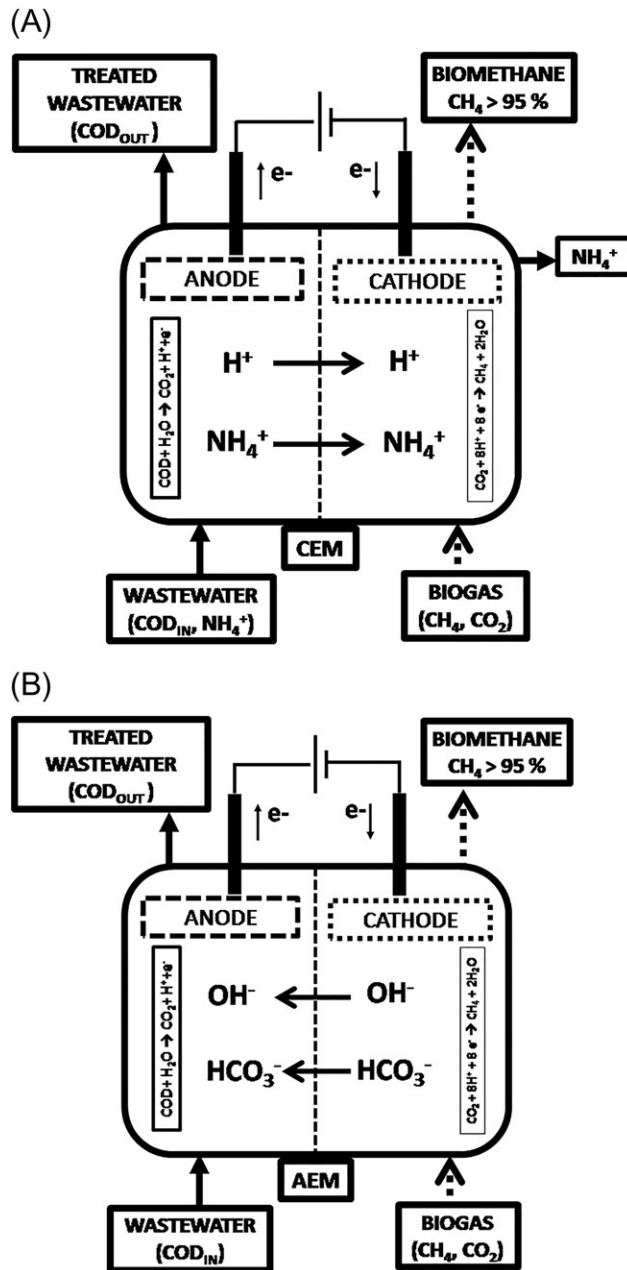 (A)
TREATED
WASTEWATER
(COD_OUT)
BIOMETHANE
CH₄ > 95 %
e-
e-
NH₄⁺
ANODE
CATHODE
COD+ H₂O → CO₂+ H⁺+e⁻
H⁺
H⁺
NH₄⁺
NH₄⁺
CO₂ + 8H⁺ + 8 e⁻ → CH₄ + 2H₂O
CEM
WASTEWATER
(COD_IN, NH₄⁺)
BIOGAS
(CH₄, CO₂)
(B)
TREATED
WASTEWATER
(COD_OUT)
BIOMETHANE
CH₄ > 95 %
e-
e-
ANODE
CATHODE
COD+ H₂O → CO₂+ H⁺+e⁻
OH⁻
OH⁻
HCO₃⁻
HCO₃⁻
CO₂ + 8H⁺ + 8 e⁻ → CH₄ + 2H₂O
AEM
WASTEWATER
(COD_IN)
BIOGAS
(CH₄, CO₂)